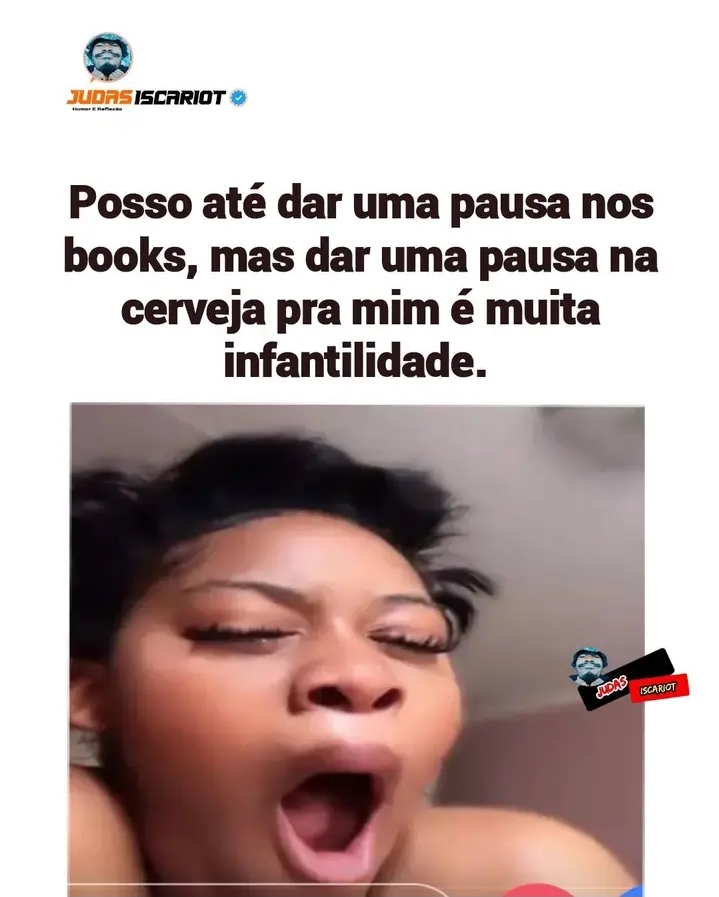 JUDAS ISCARIOT
Humor E Reflexão
Posso até dar uma pausa nos
books, mas dar uma pausa na
cerveja pra mim é muita
infantilidade.
JUDAS
ISCARIOT